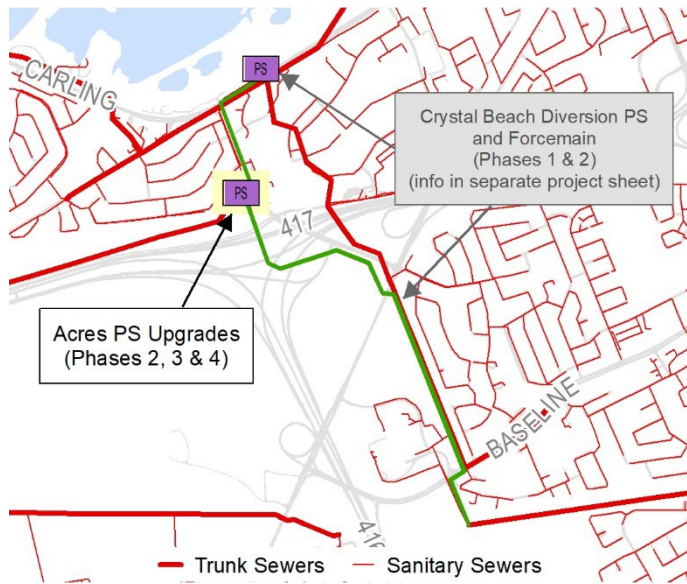 PS
CARLING
Crystal Beach Diversion PS
and Forcemain
(Phases 1 & 2)
(info in separate project sheet)
PS
417
Acres PS Upgrades
(Phases 2, 3 & 4)
BASELINE
416
Trunk Sewers
Sanitary Sewers